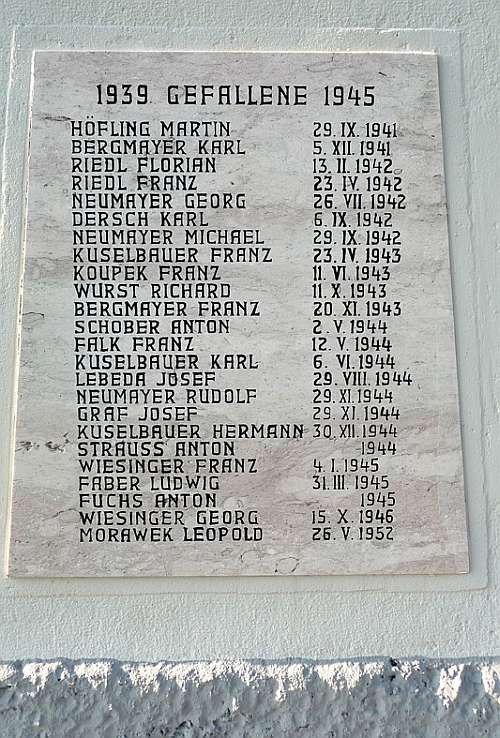 1939 GEFALLENE 1945
HÖFLING MARTIN 29. IX. 1941
BERGMAYER KARL 5. XII. 1941
RIEDL FLORIAN 13. II. 1942
RIEDL FRANZ 23. IV. 1942
NEUMAYER GEORG 26. VII. 1942
DERSCH KARL 6. IX. 1942
NEUMAYER MICHAEL 29. IX. 1942
KUSELBAUER FRANZ 23. IV. 1943
KOUPEK FRANZ 11. VI. 1943
WURST RICHARD 11. X. 1943
BERGMAYER FRANZ 20. XI. 1943
SCHOBER ANTON 2. V. 1944
FALK FRANZ 12. V. 1944
KUSELBAUER KARL 6. VI. 1944
LEBEDA JOSEF 29. VIII. 1944
NEUMAYER RUDOLF 29. XI. 1944
GRAF JOSEF 29. XI. 1944
KUSELBAUER HERMANN 30. XII. 1944
STRAUSS ANTON 1944
WIESINGER FRANZ 4. I. 1945
FABER LUDWIG 31. III. 1945
FUCHS ANTON 1945
WIESINGER GEORG 15. X. 1946
MORAWEK LEOPOLD 26. V. 1952